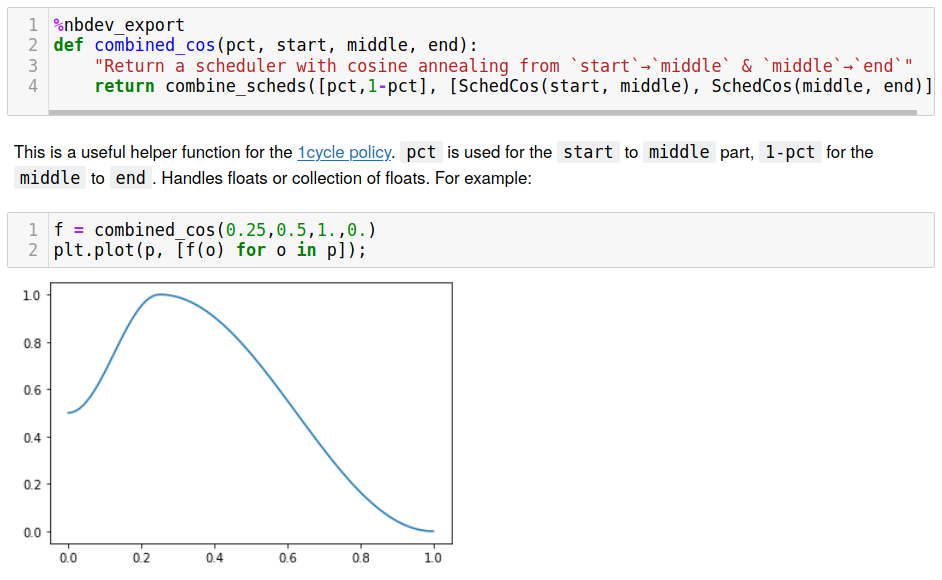 1 %nbdev_export
2 def combined_cos(pct, start, middle, end):
3     "Return a scheduler with cosine annealing from `start`→`middle` & `middle`→`end`"
4     return combine_scheds([pct,1-pct], [SchedCos(start, middle), SchedCos(middle, end)]
This is a useful helper function for the 1cycle policy. pct is used for the start to middle part, 1-pct for the
middle to end. Handles floats or collection of floats. For example:
1 f = combined_cos(0.25,0.5,1.,0.)
2 plt.plot(p, [f(o) for o in p]);
1.0
0.8
0.6
0.4
0.2
0.0
0.0 0.2 0.4 0.6 0.8 1.0